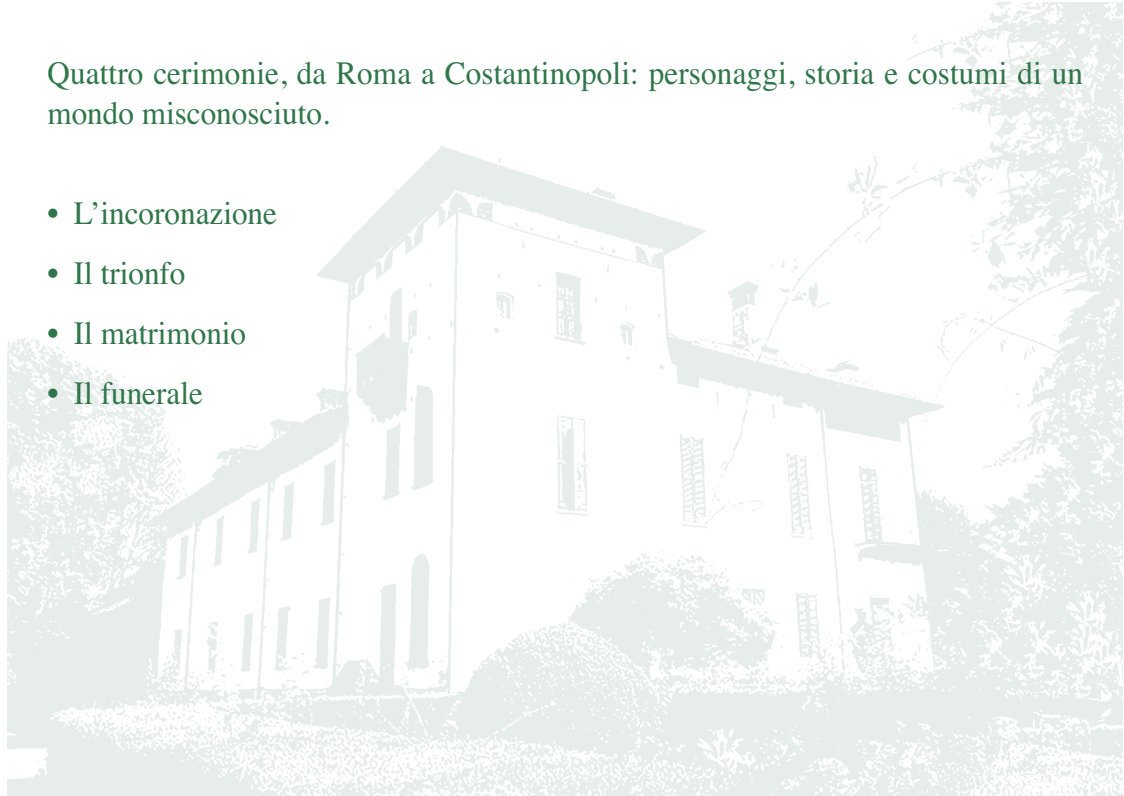 Quattro cerimonie, da Roma a Costantinopoli: personaggi, storia e costumi di un
mondo misconosciuto.
• L’incoronazione
• Il trionfo
• Il matrimonio
• Il funerale